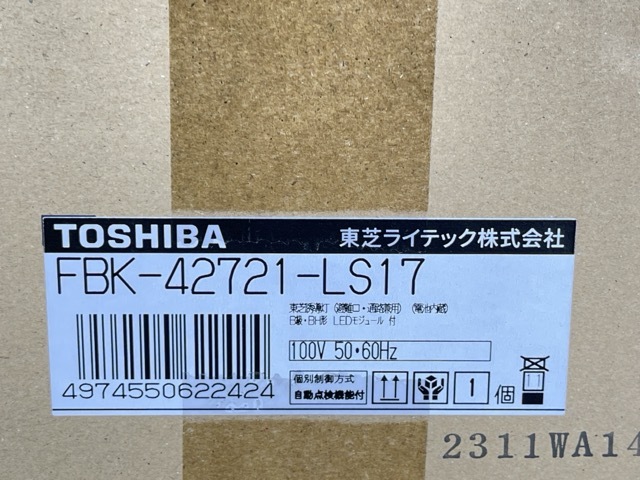 TOSHIBA 東芝ライテック株式会社
FBK-42721-LS17
東芝誘導灯 (避難口・通路兼用) (電池内蔵)
B級・BH形 LEDモジュール 付
100V 50・60Hz
4974550622424
個別制御方式
自動点検機能付
1個
2311WA14